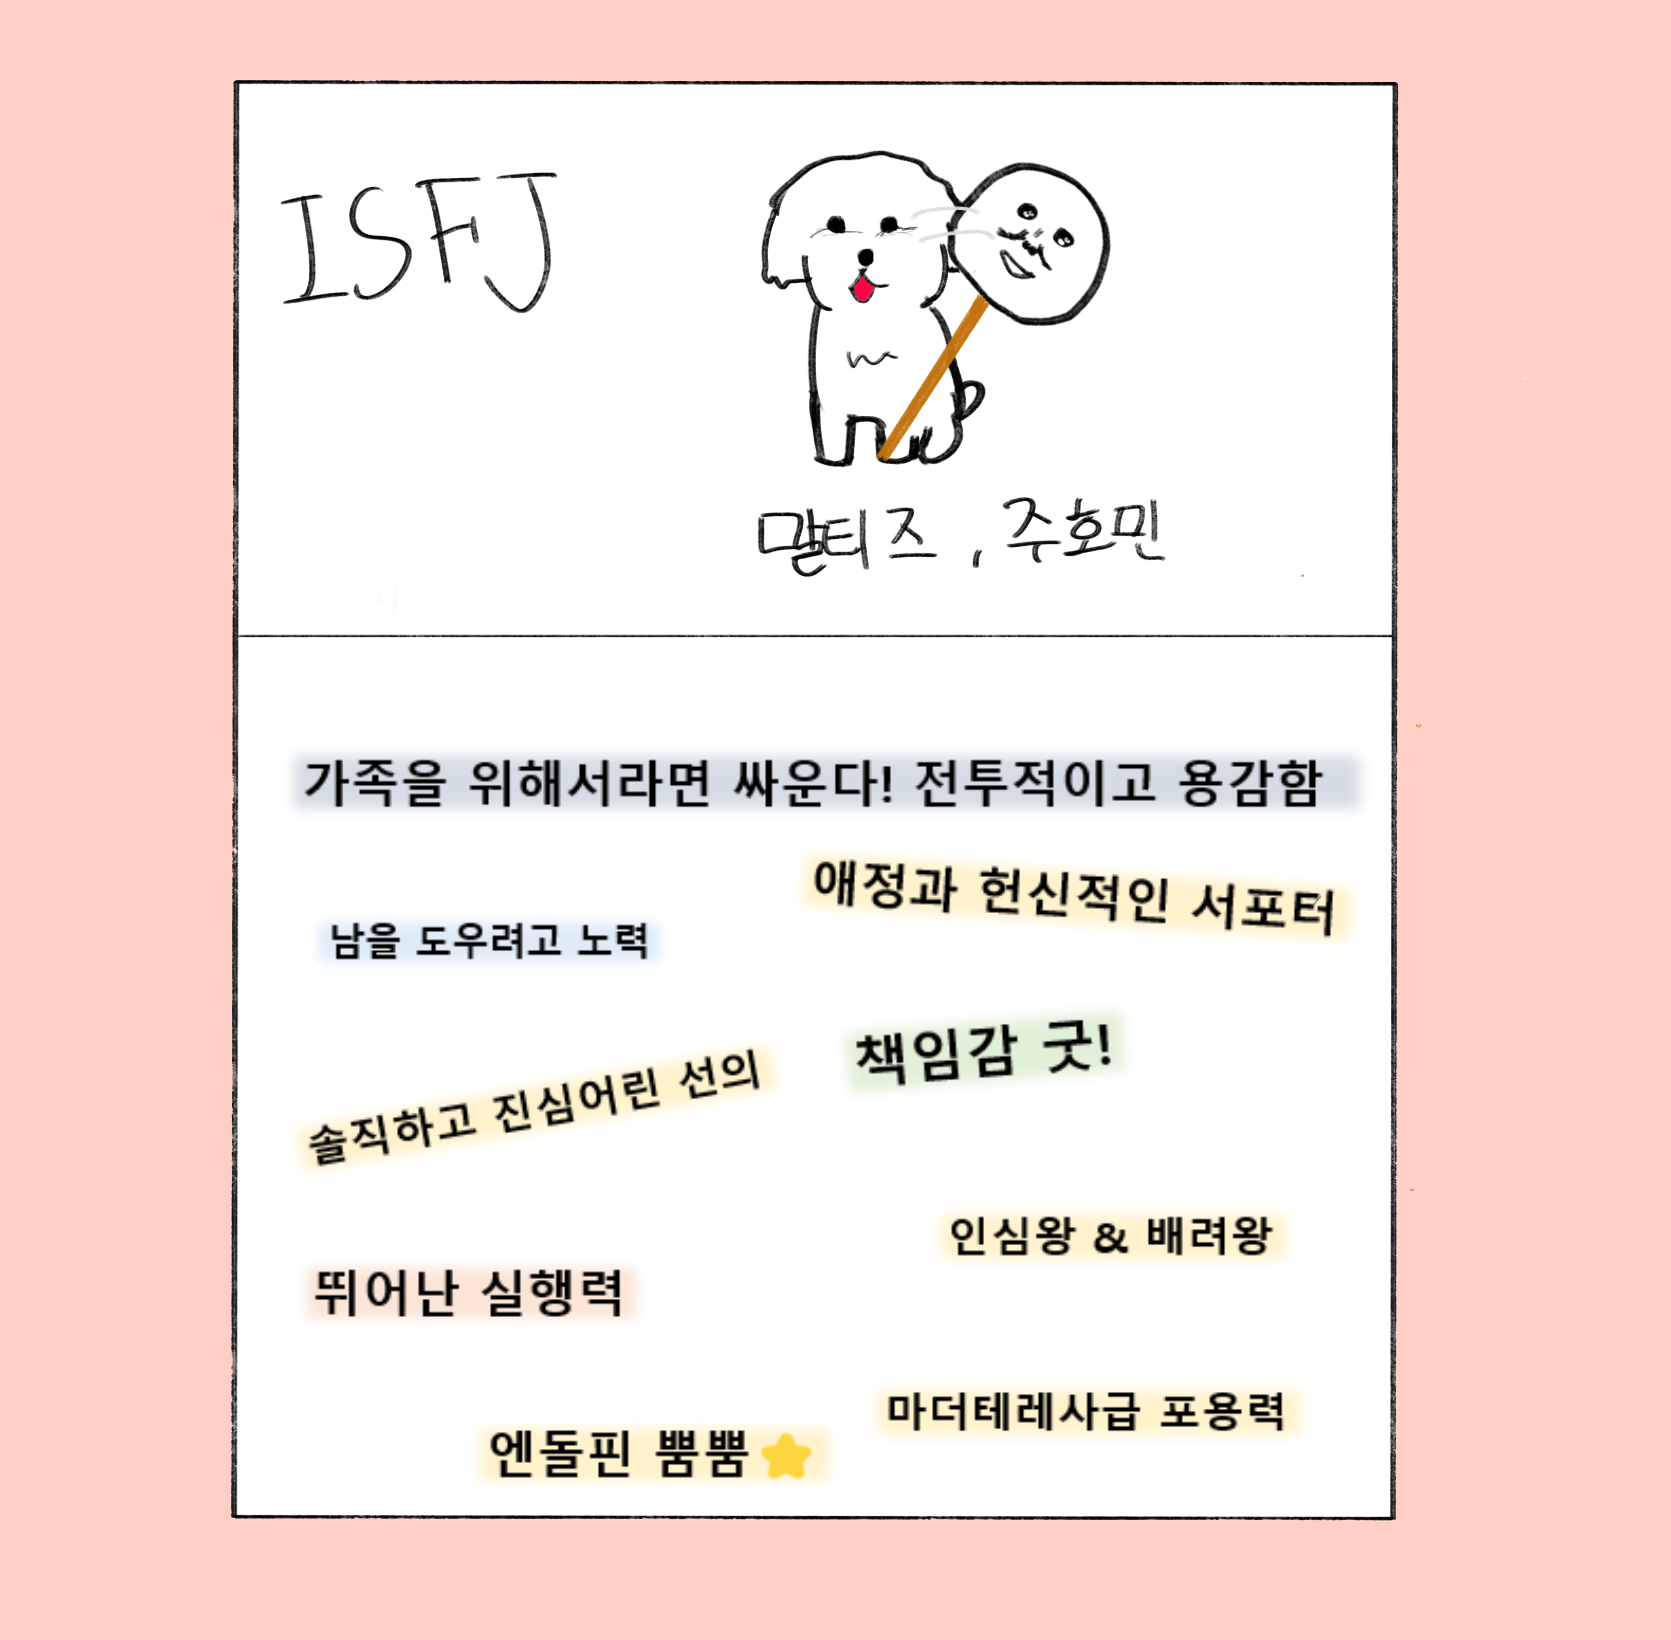 ISFJ
말티즈, 주호민
가족을 위해서라면 싸운다! 전투적이고 용감함
애정과 헌신적인 서포터
남을 도우려고 노력
책임감 굿!
솔직하고 진심어린 선의
인심왕 & 배려왕
뛰어난 실행력
마더테레사급 포용력
엔돌핀 뿜뿜⭐